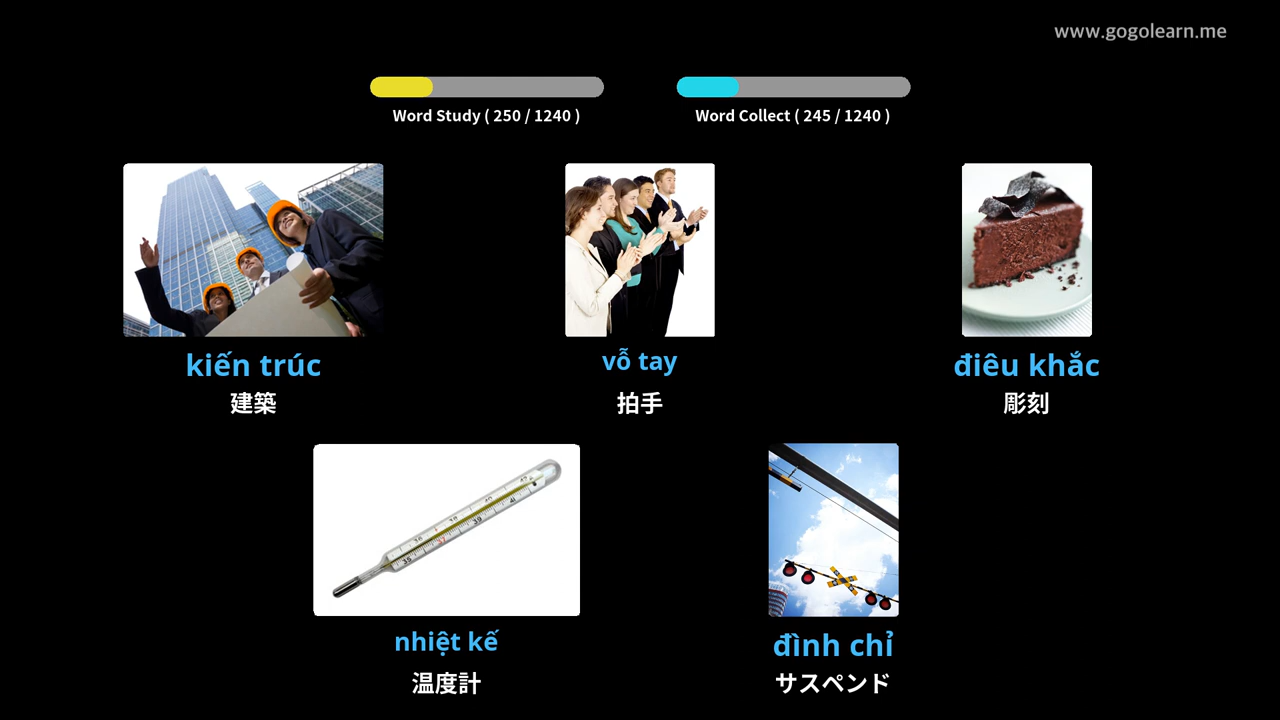 www.gogolearn.me
Word Study ( 250 / 1240 )
Word Collect ( 245 / 1240 )
kiến trúc
建築
vỗ tay
拍手
điêu khắc
彫刻
nhiệt kế
温度計
đình chỉ
サスペンド